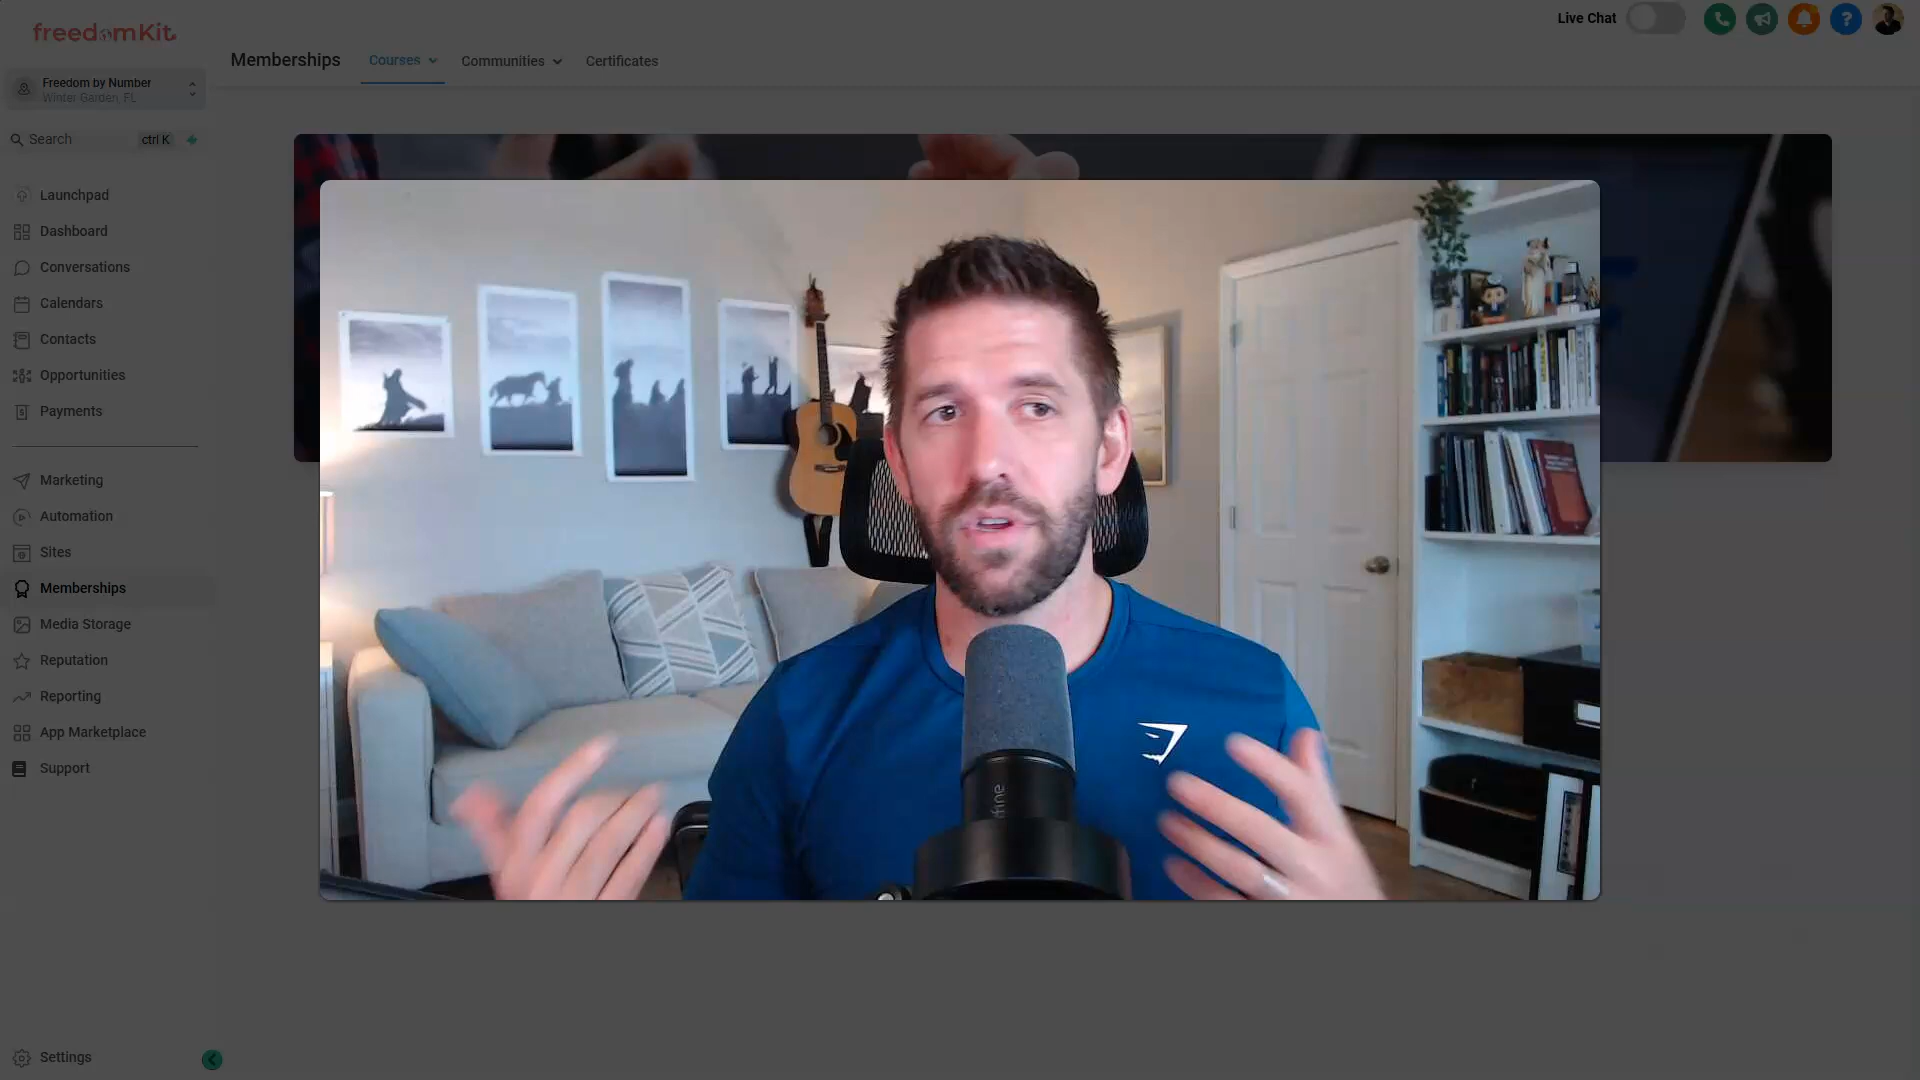 freedomKit
Live Chat
Memberships
Courses
Communities
Certificates
Freedom by Number
Winter Garden, FL
Search
ctrl K
Launchpad
Dashboard
Conversations
Calendars
Contacts
Opportunities
Payments
Marketing
Automation
Sites
Memberships
Media Storage
Reputation
Reporting
App Marketplace
Support
Settings